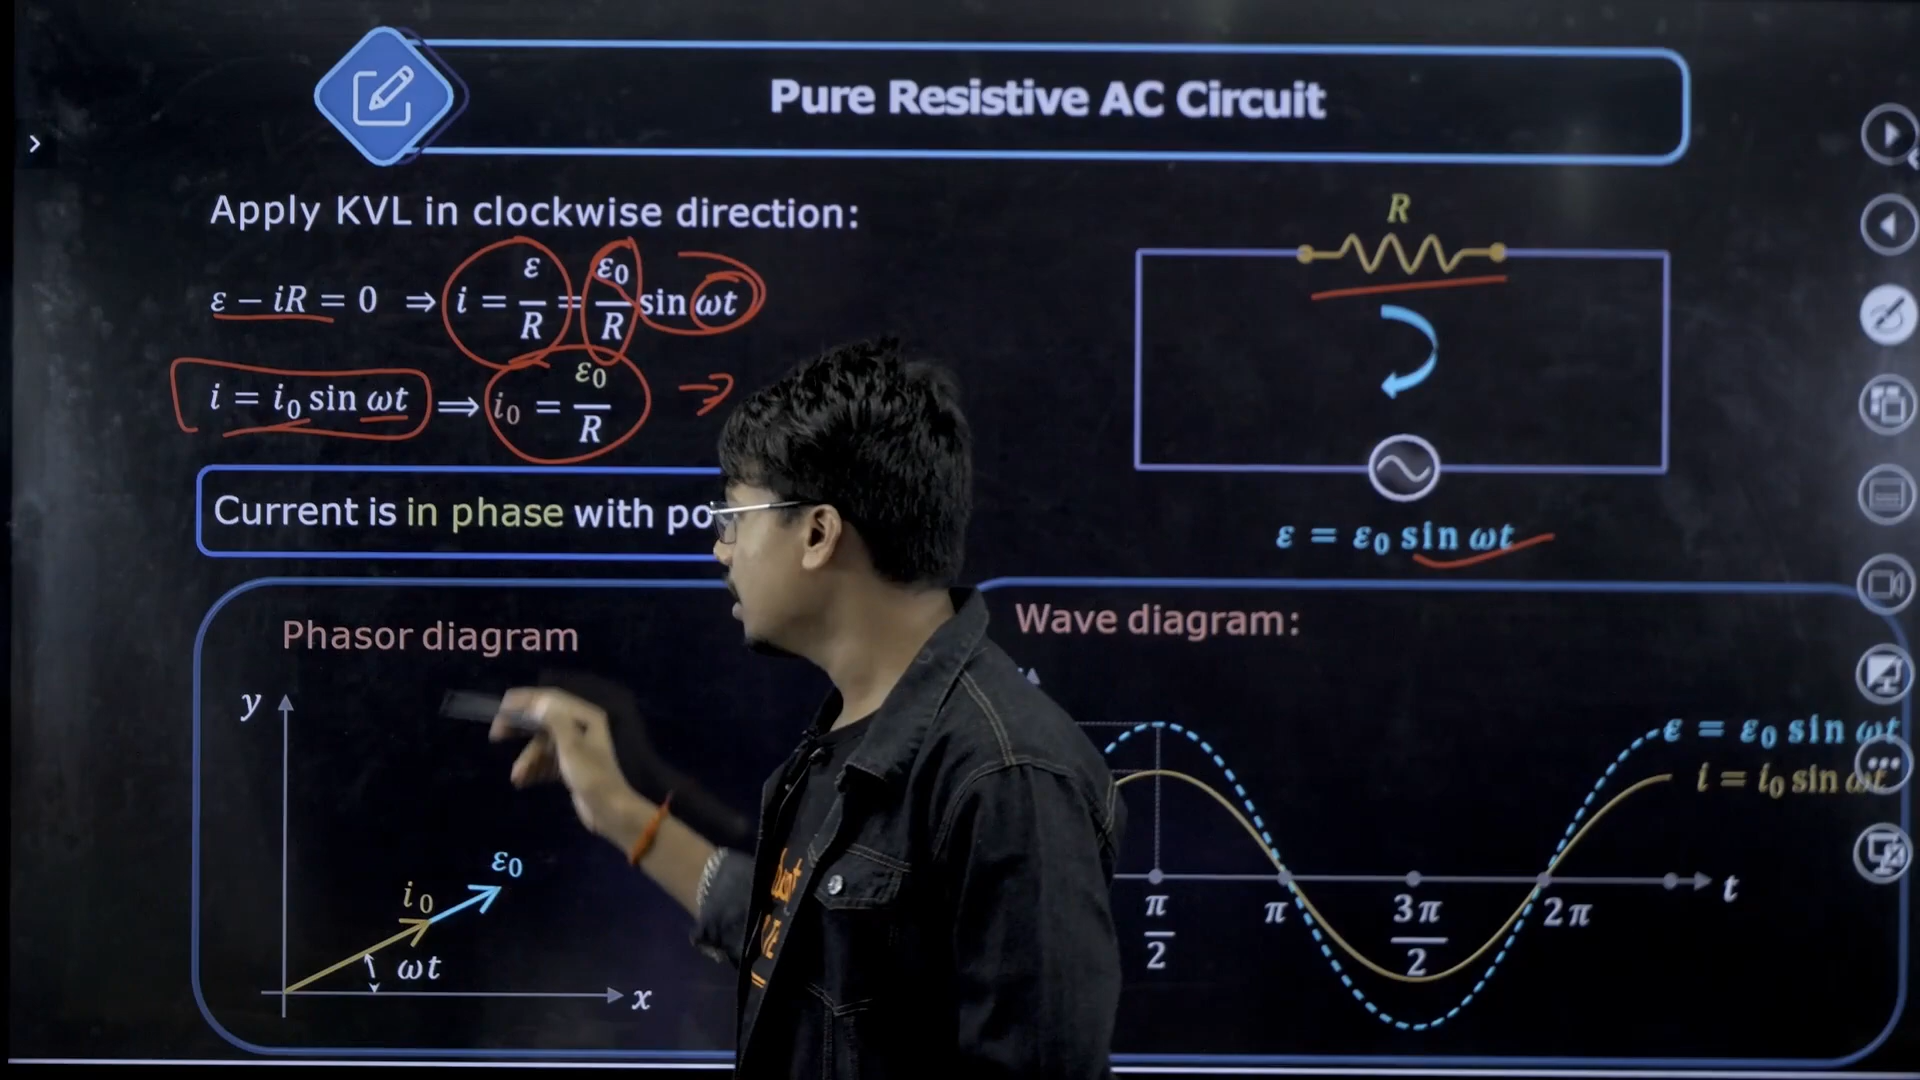 Pure Resistive AC Circuit
Apply KVL in clockwise direction:
ε − iR = 0 ⇒ i = ε/R = ε₀/R sin ωt
i = i₀ sin ωt ⇒ i₀ = ε₀/R
Current is in phase with
R
ε = ε₀ sin ωt
Phasor diagram
y
i₀
ε₀
ωt
x
Wave diagram:
ε = ε₀ sin ωt
i = i₀ sin ωt
π/2
π
3π/2
2π
t